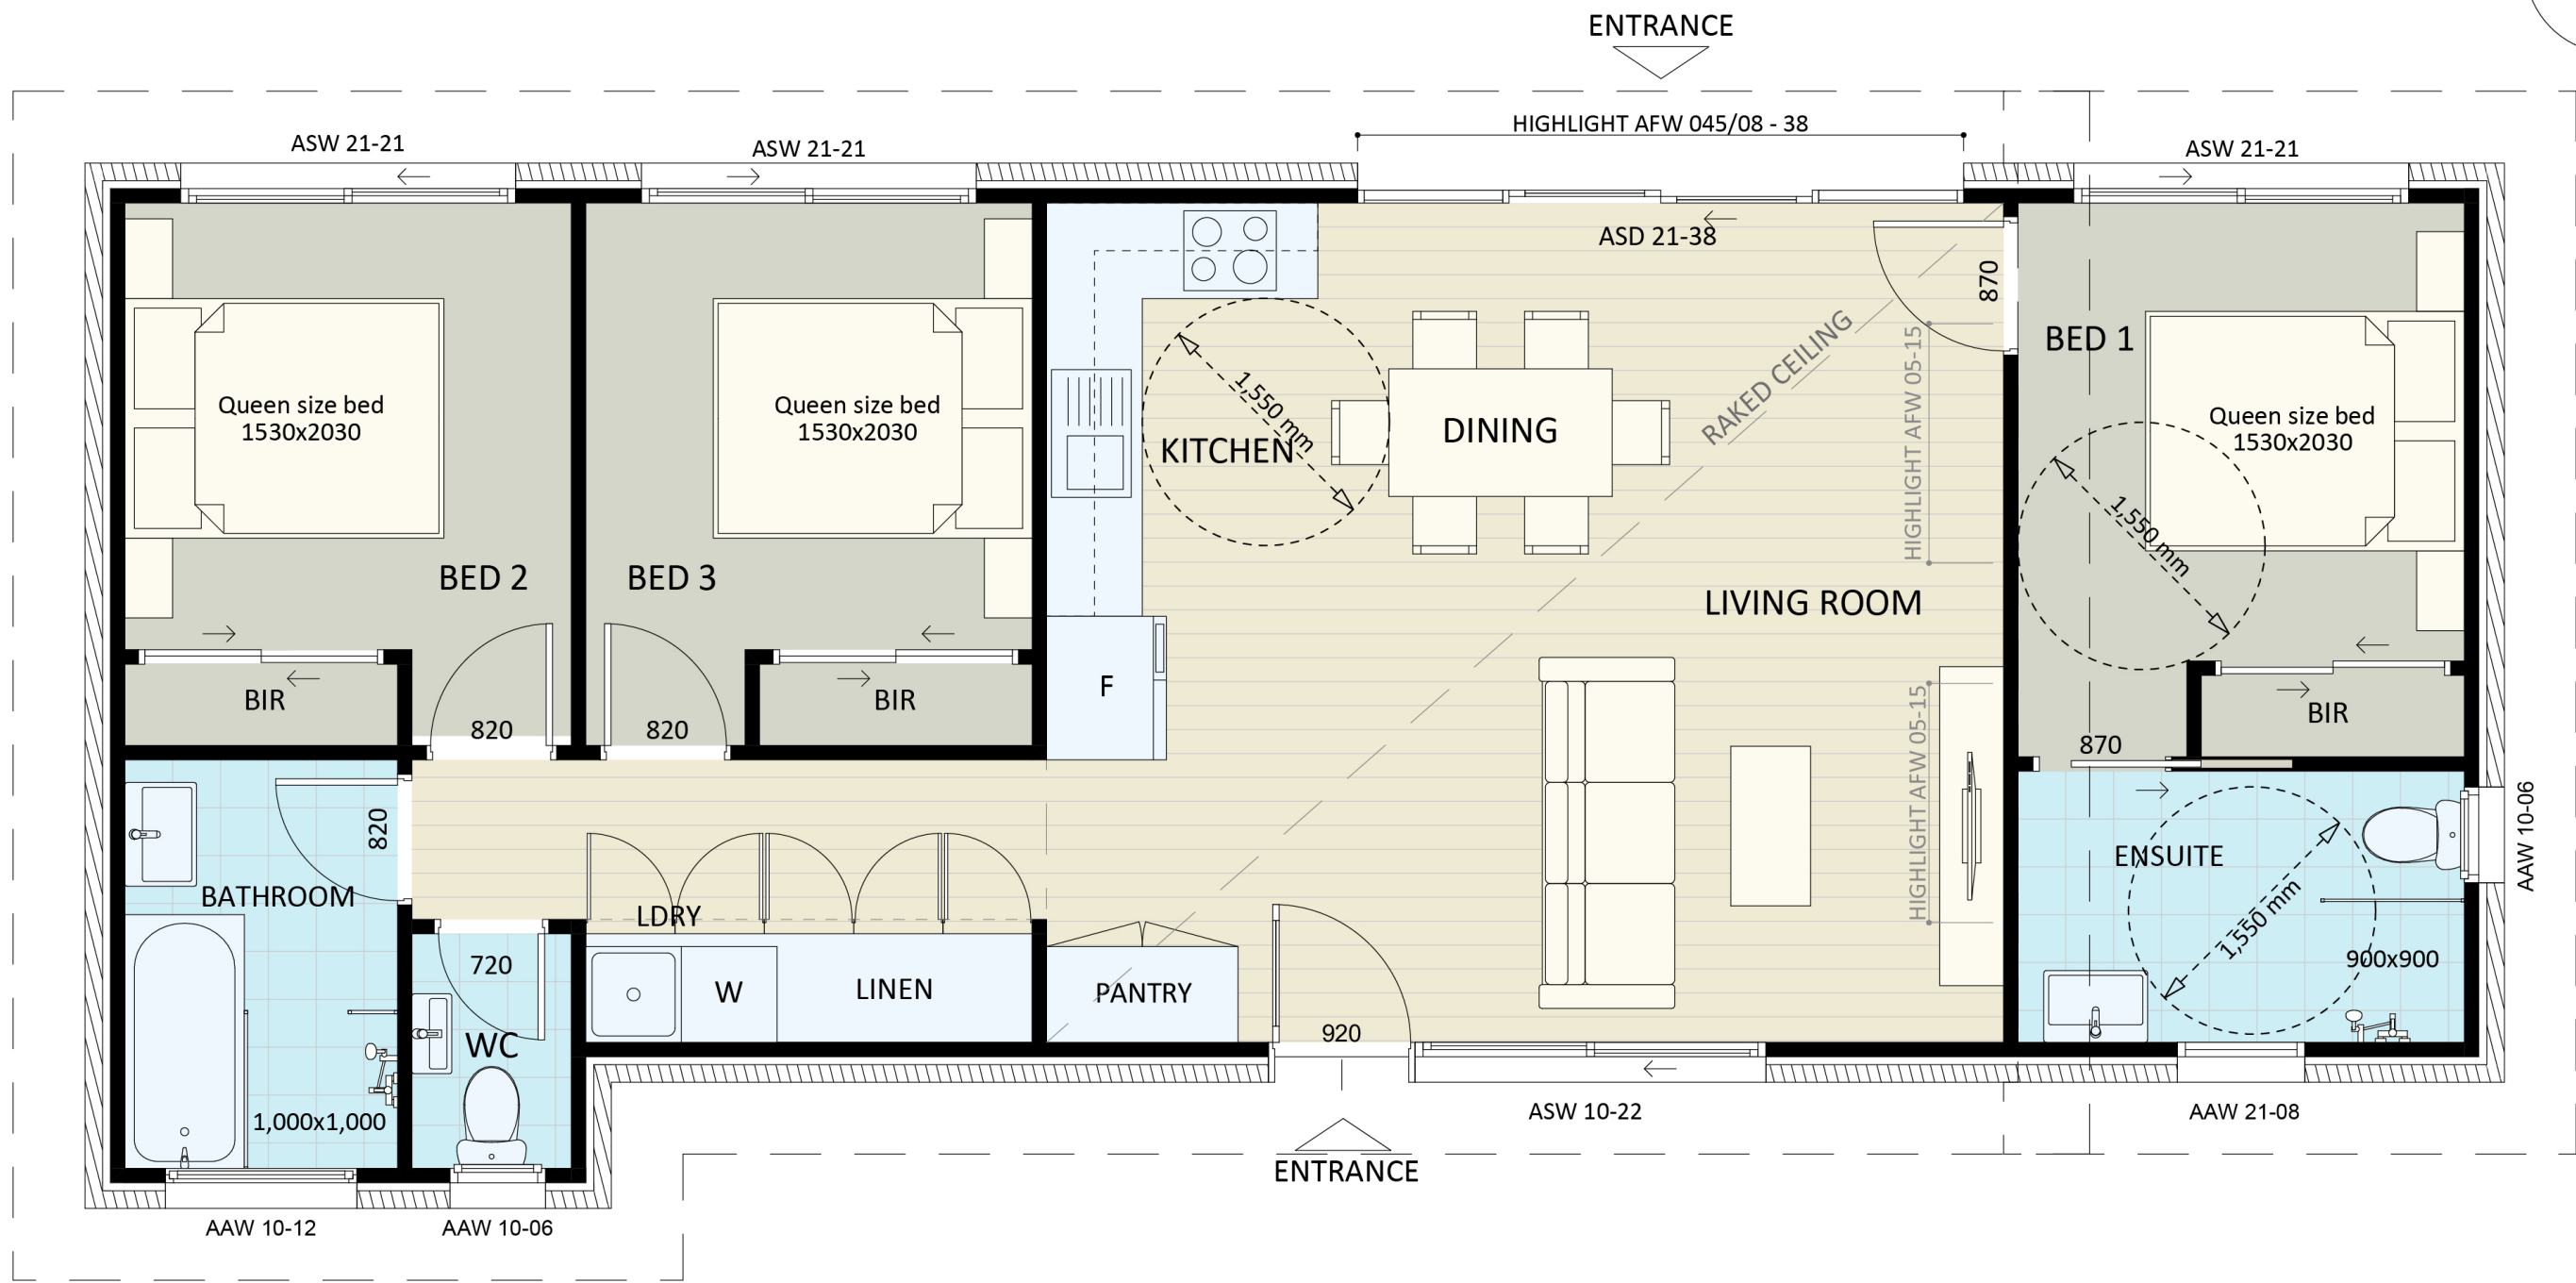 ENTRANCE
HIGHLIGHT AFW 045/08 - 38
ASW 21-21
ASW 21-21
ASW 21-21
ASD 21-38
870
BED 1
RAKED CEILING
HIGHLIGHT AFW 05-15
1,550 mm
KITCHEN
DINING
Queen size bed
1530x2030
Queen size bed
1530x2030
Queen size bed
1530x2030
1,550 mm
BED 2
BED 3
LIVING ROOM
BIR
820
820
BIR
F
HIGHLIGHT AFW 05-15
BIR
870
820
BATHROOM
LDRY
ENSUITE
AAW 10-06
1,550 mm
900x900
720
W
LINEN
PANTRY
WC
920
1,000x1,000
ASW 10-22
AAW 21-08
ENTRANCE
AAW 10-12
AAW 10-06